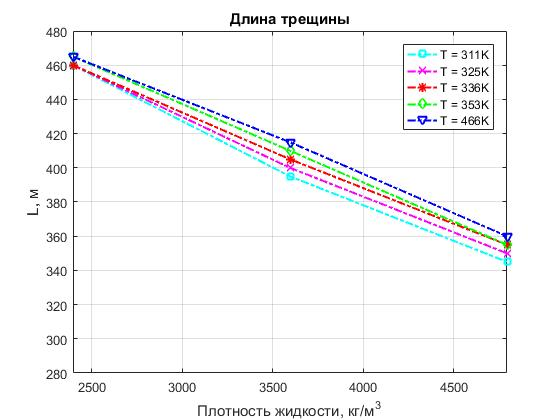 Длина трещины
480
460
440
420
400
380
360
340
320
300
280
L, м
T = 311K
T = 325K
T = 336K
T = 353K
T = 466K
2500 3000 3500 4000 4500
Плотность жидкости, кг/м³